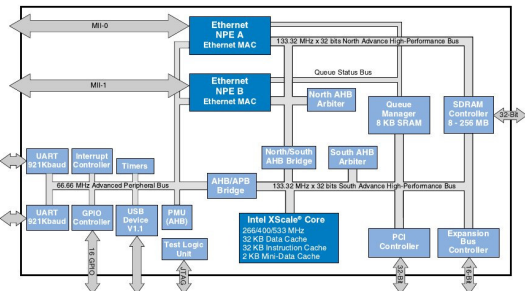 MII-0
Ethernet
NPE A
Ethernet MAC
133.32 MHz x 32 bits North Advance High-Performance Bus
MII-1
Ethernet
NPE B
Ethernet MAC
Queue Status Bus
North AHB
Arbiter
Queue
Manager
8 KB SRAM
SDRAM
Controller
8 - 256 MB
32-Bit
UART
921Kbaud
Interrupt
Controller
Timers
North/South
AHB Bridge
South AHB
Arbiter
66.66 MHz Advanced Peripheral Bus
AHB/APB
Bridge
133.32 MHz x 32 bits South Advance High-Performance Bus
UART
921Kbaud
GPIO
Controller
USB
Device
V1.1
PMU
(AHB)
Test Logic
Unit
Intel XScale® Core
266/400/533 MHz
32 KB Data Cache
32 KB Instruction Cache
2 KB Mini-Data Cache
PCI
Controller
Expansion
Bus
Controller
16 GPIO
JTAG
32-Bit
16-Bit